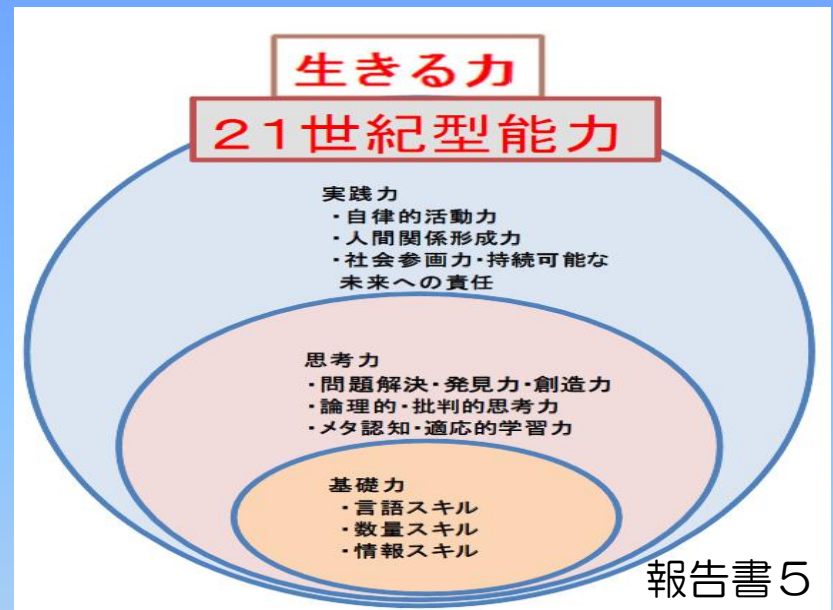 生きる力
21世紀型能力
実践力
・自律的活動力
・人間関係形成力
・社会参画力・持続可能な
未来への責任
思考力
・問題解決・発見力・創造力
・論理的・批判的思考力
・メタ認知・適応的学習力
基礎力
・言語スキル
・数量スキル
・情報スキル
報告書5